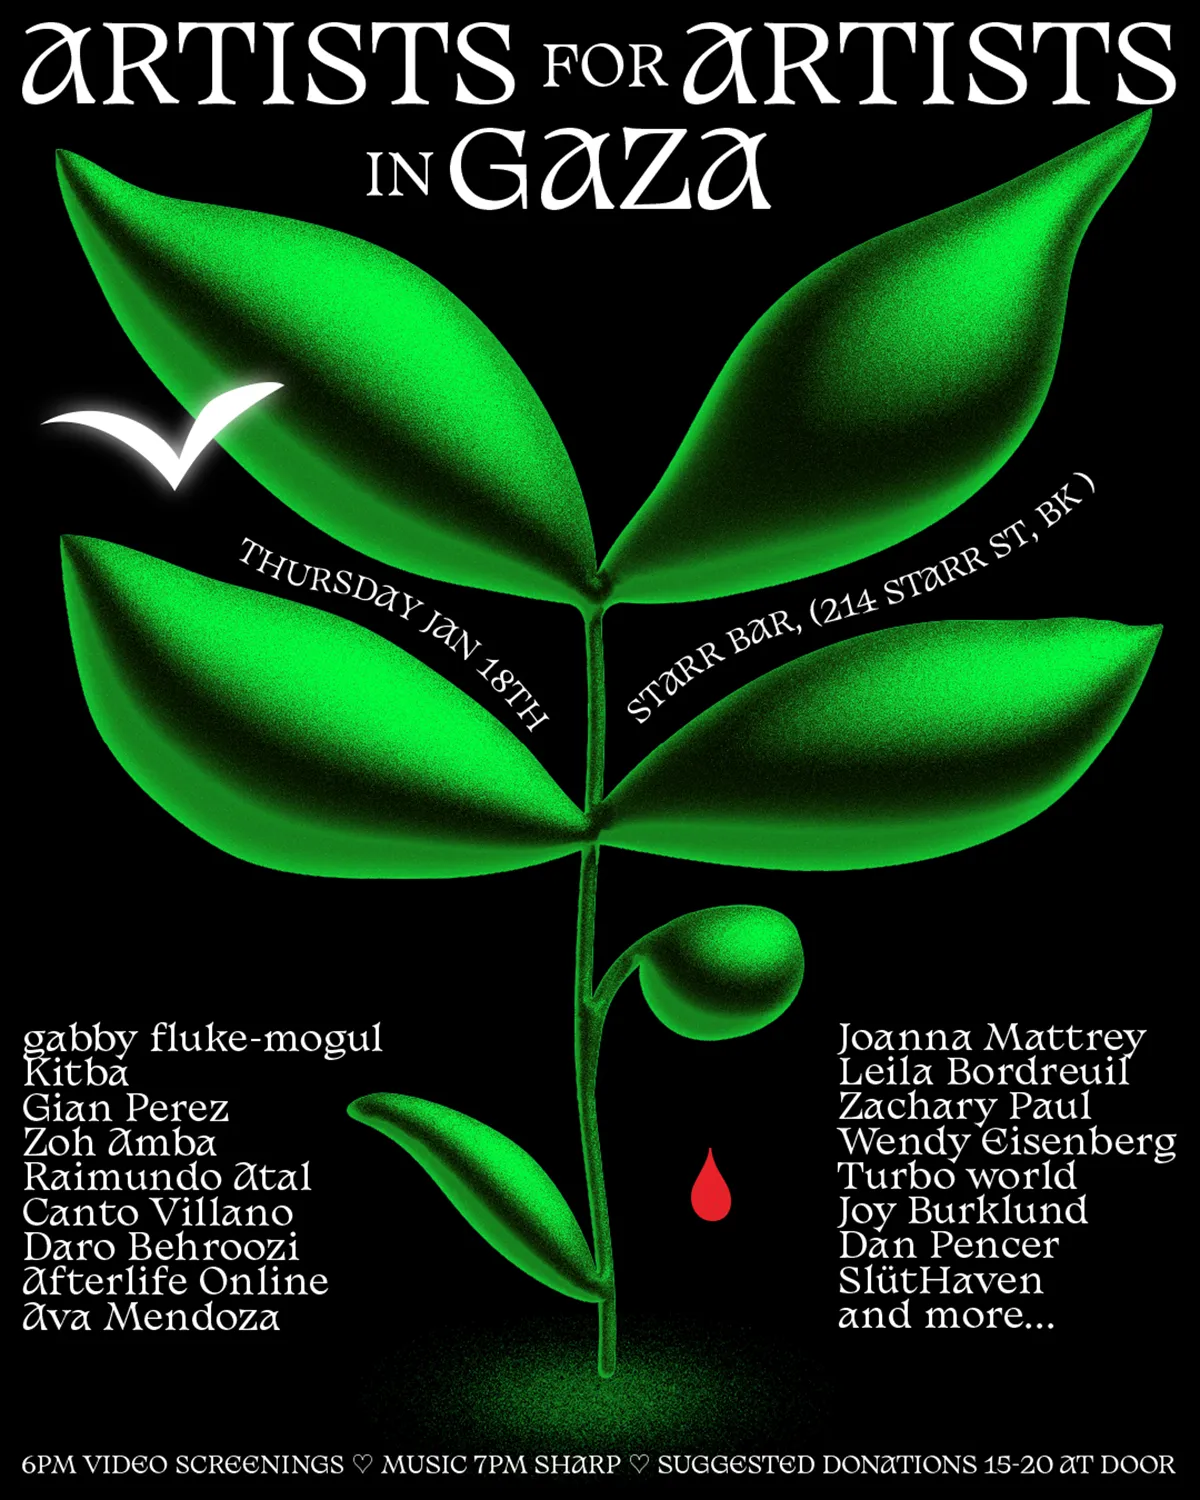 ARTISTS FOR ARTISTS
IN GAZA
THURSDAY JAN 18TH
STARR BAR, (214 STARR ST, BK )
gabby fluke-mogul
Kitba
Gian Perez
Zoh Amba
Raimundo Atal
Canto Villano
Daro Behroozi
Afterlife Online
Ava Mendoza
Joanna Mattrey
Leila Bordreuil
Zachary Paul
Wendy Eisenberg
Turbo world
Joy Burklund
Dan Pencer
SlütHaven
and more...
6PM VIDEO SCREENINGS ♡ MUSIC 7PM SHARP ♡ SUGGESTED DONATIONS 15-20 AT DOOR